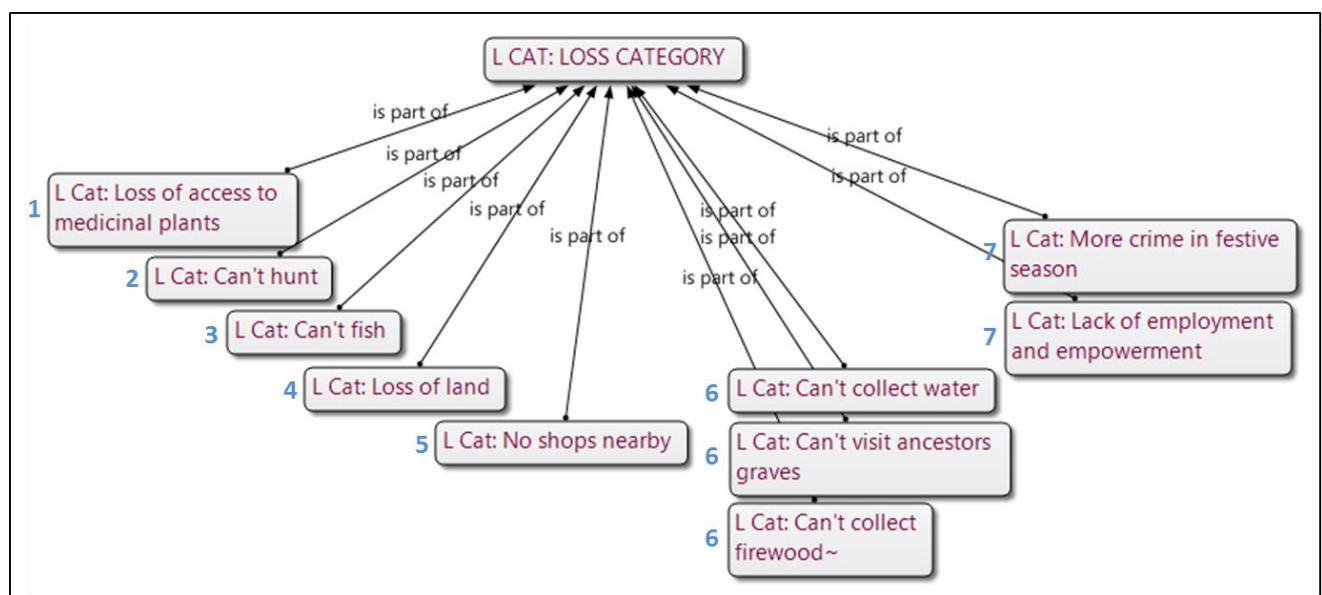 L CAT: LOSS CATEGORY
is part of
is part of
is part of
is part of
is part of
is part of
is part of
is part of
is part of
is part of
1
L Cat: Loss of access to
medicinal plants
2
L Cat: Can't hunt
3
L Cat: Can't fish
4
L Cat: Loss of land
5
L Cat: No shops nearby
6
L Cat: Can't collect water
6
L Cat: Can't visit ancestors
graves
6
L Cat: Can't collect
firewood~
7
L Cat: More crime in festive
season
7
L Cat: Lack of employment
and empowerment